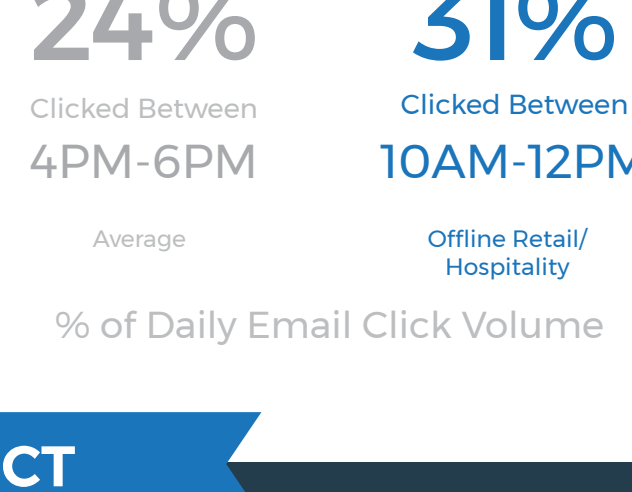 24% 31%
Clicked Between Clicked Between
4PM-6PM 10AM-12PM
Average Offline Retail/
Hospitality
% of Daily Email Click Volume
CT